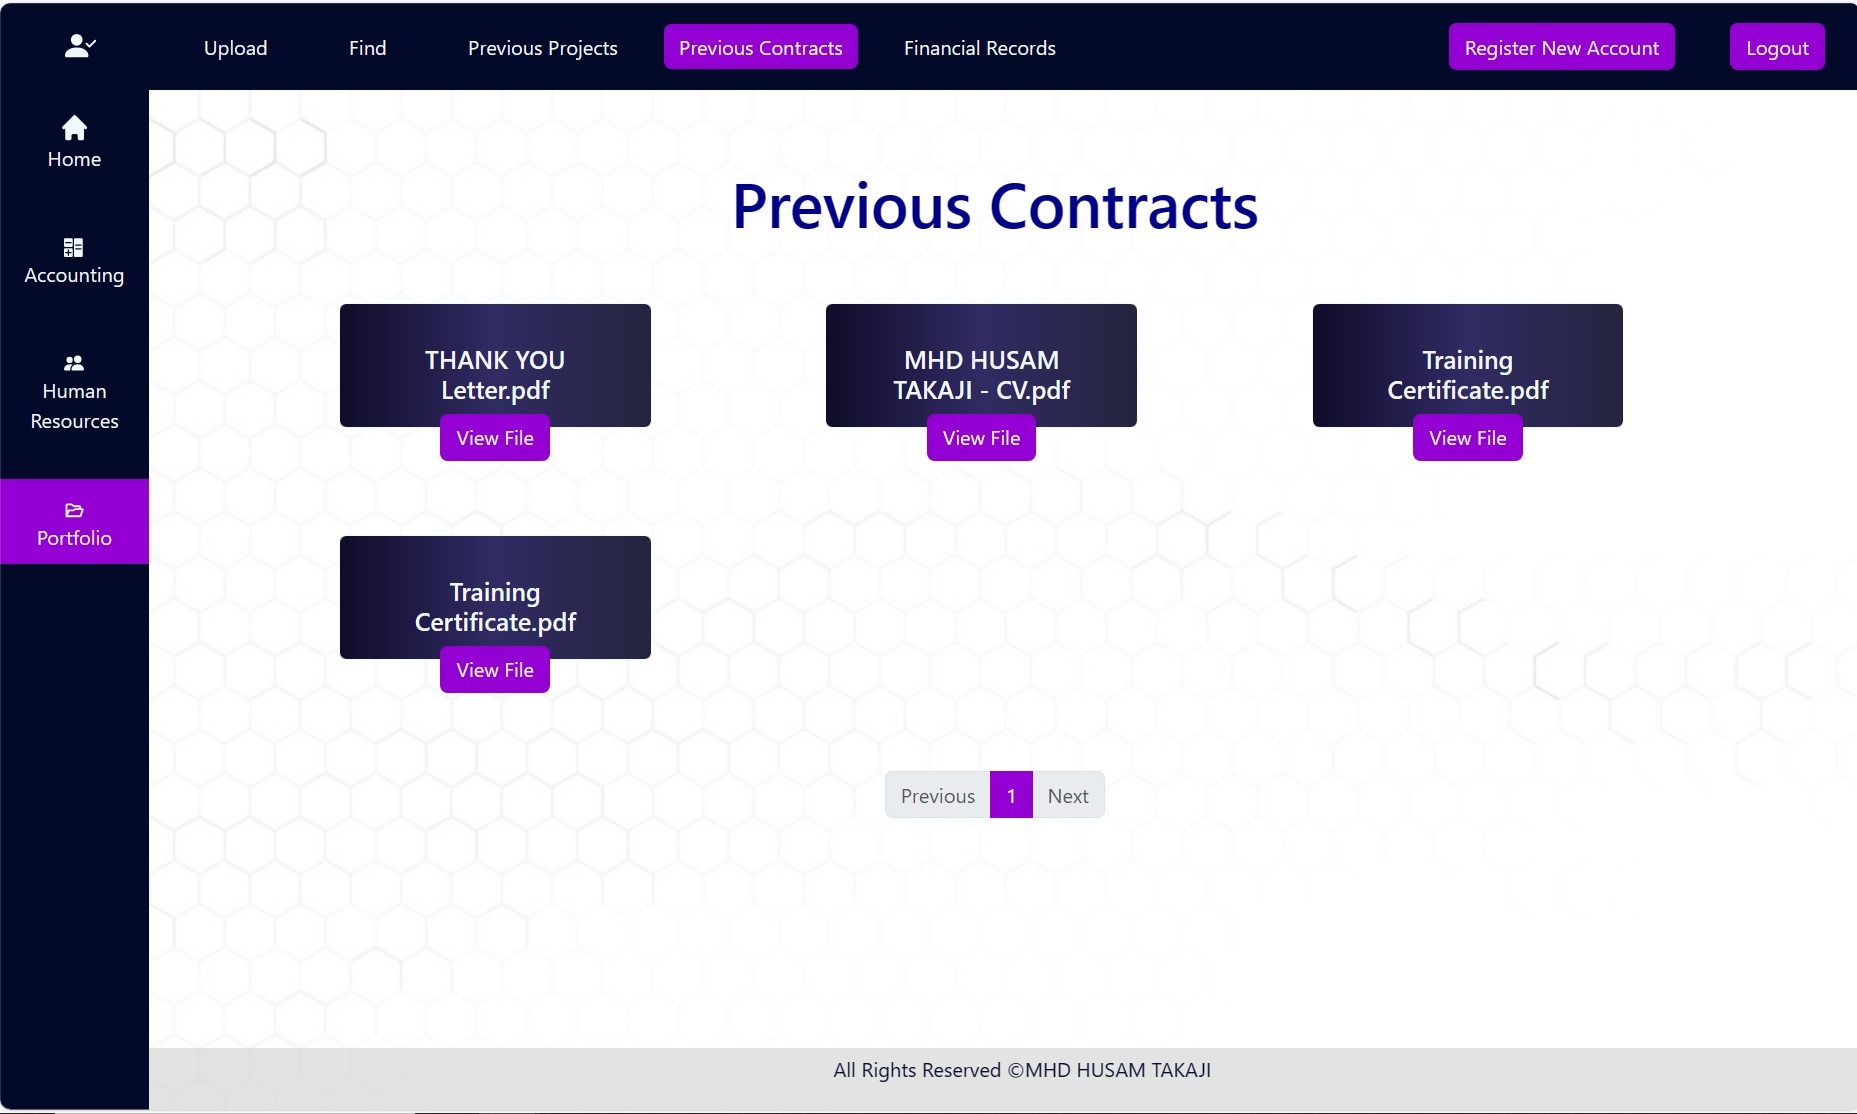 Upload
Find
Previous Projects
Previous Contracts
Financial Records
Register New Account
Logout
Home
Accounting
Human
Resources
Portfolio
Previous Contracts
THANK YOU
Letter.pdf
View File
MHD HUSAM
TAKAJI - CV.pdf
View File
Training
Certificate.pdf
View File
Training
Certificate.pdf
View File
Previous
1
Next
All Rights Reserved ©MHD HUSAM TAKAJI